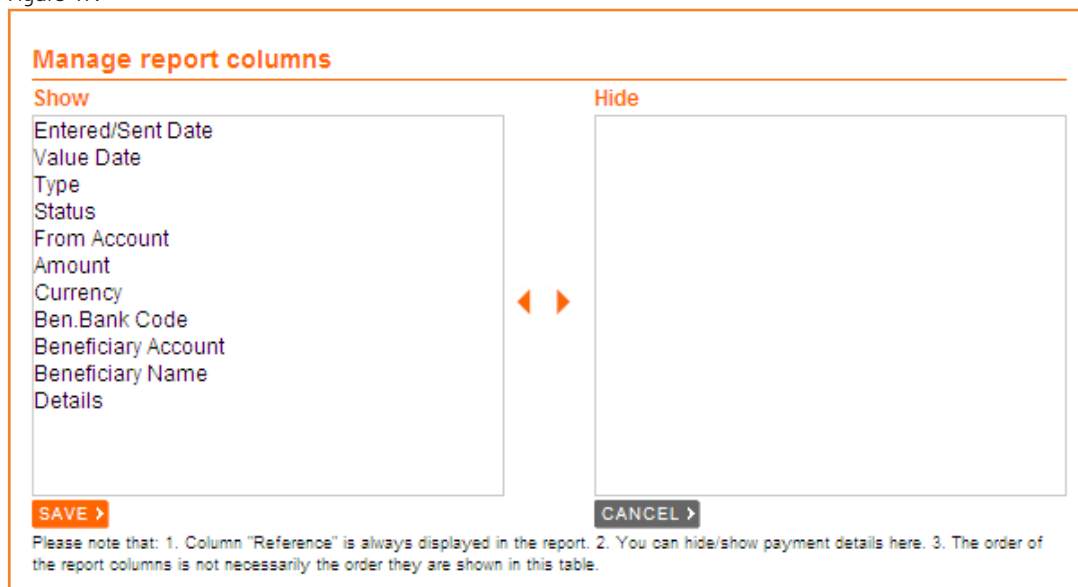 Manage report columns
Show
Hide
Entered/Sent Date
Value Date
Type
Status
From Account
Amount
Currency
Ben.Bank Code
Beneficiary Account
Beneficiary Name
Details
SAVE
CANCEL
Please note that: 1. Column "Reference" is always displayed in the report. 2. You can hide/show payment details here. 3. The order of
the report columns is not necessarily the order they are shown in this table.